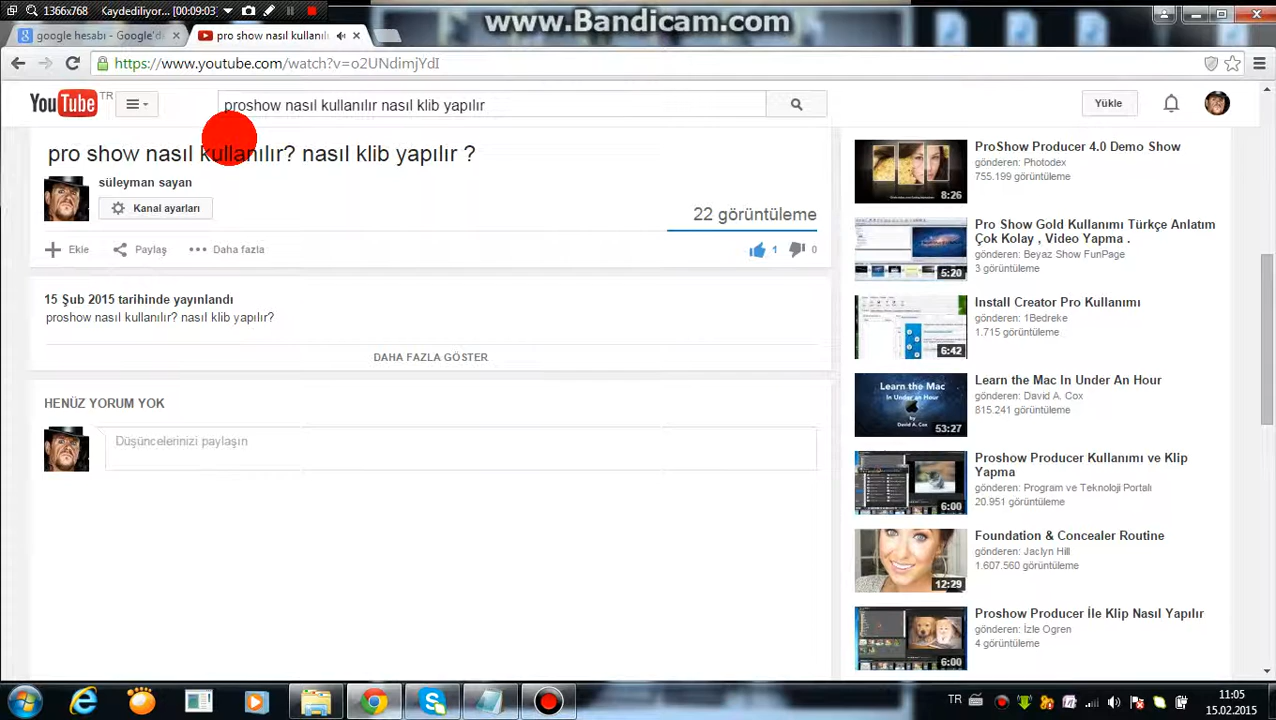 1366x768 Kaydediliyor... [00:09:03]
www.Bandicam.com
google hesabı - Google'd
pro show nasıl kullanılı
https://www.youtube.com/watch?v=o2UNdimjYdI
YouTube TR
proshow nasıl kullanılır nasıl klib yapılır
Yükle
pro show nasıl kullanılır? nasıl klib yapılır ?
süleyman sayan
Kanal ayarları
22 görüntüleme
Ekle
Paylaş
Daha fazla
1
0
15 Şub 2015 tarihinde yayınlandı
proshow nasıl kullanılır? nasıl klib yapılır?
DAHA FAZLA GÖSTER
HENÜZ YORUM YOK
Düşüncelerinizi paylaşın
ProShow Producer 4.0 Demo Show
gönderen: Photodex
755.199 görüntüleme
8:26
Pro Show Gold Kullanımı Türkçe Anlatım
Çok Kolay , Video Yapma .
gönderen: Beyaz Show FunPage
3 görüntüleme
5:20
Install Creator Pro Kullanımı
gönderen: 1Bedreke
1.715 görüntüleme
6:42
Learn the Mac
In Under An Hour
by
David A. Cox
53:27
Learn the Mac In Under An Hour
gönderen: David A. Cox
815.241 görüntüleme
Proshow Producer Kullanımı ve Klip
Yapma
gönderen: Program ve Teknoloji Portalı
20.951 görüntüleme
6:00
Foundation & Concealer Routine
gönderen: Jaclyn Hill
1.607.560 görüntüleme
12:29
Proshow Producer İle Klip Nasıl Yapılır
gönderen: İzle Ogren
4 görüntüleme
6:00
TR
11:05
15.02.2015